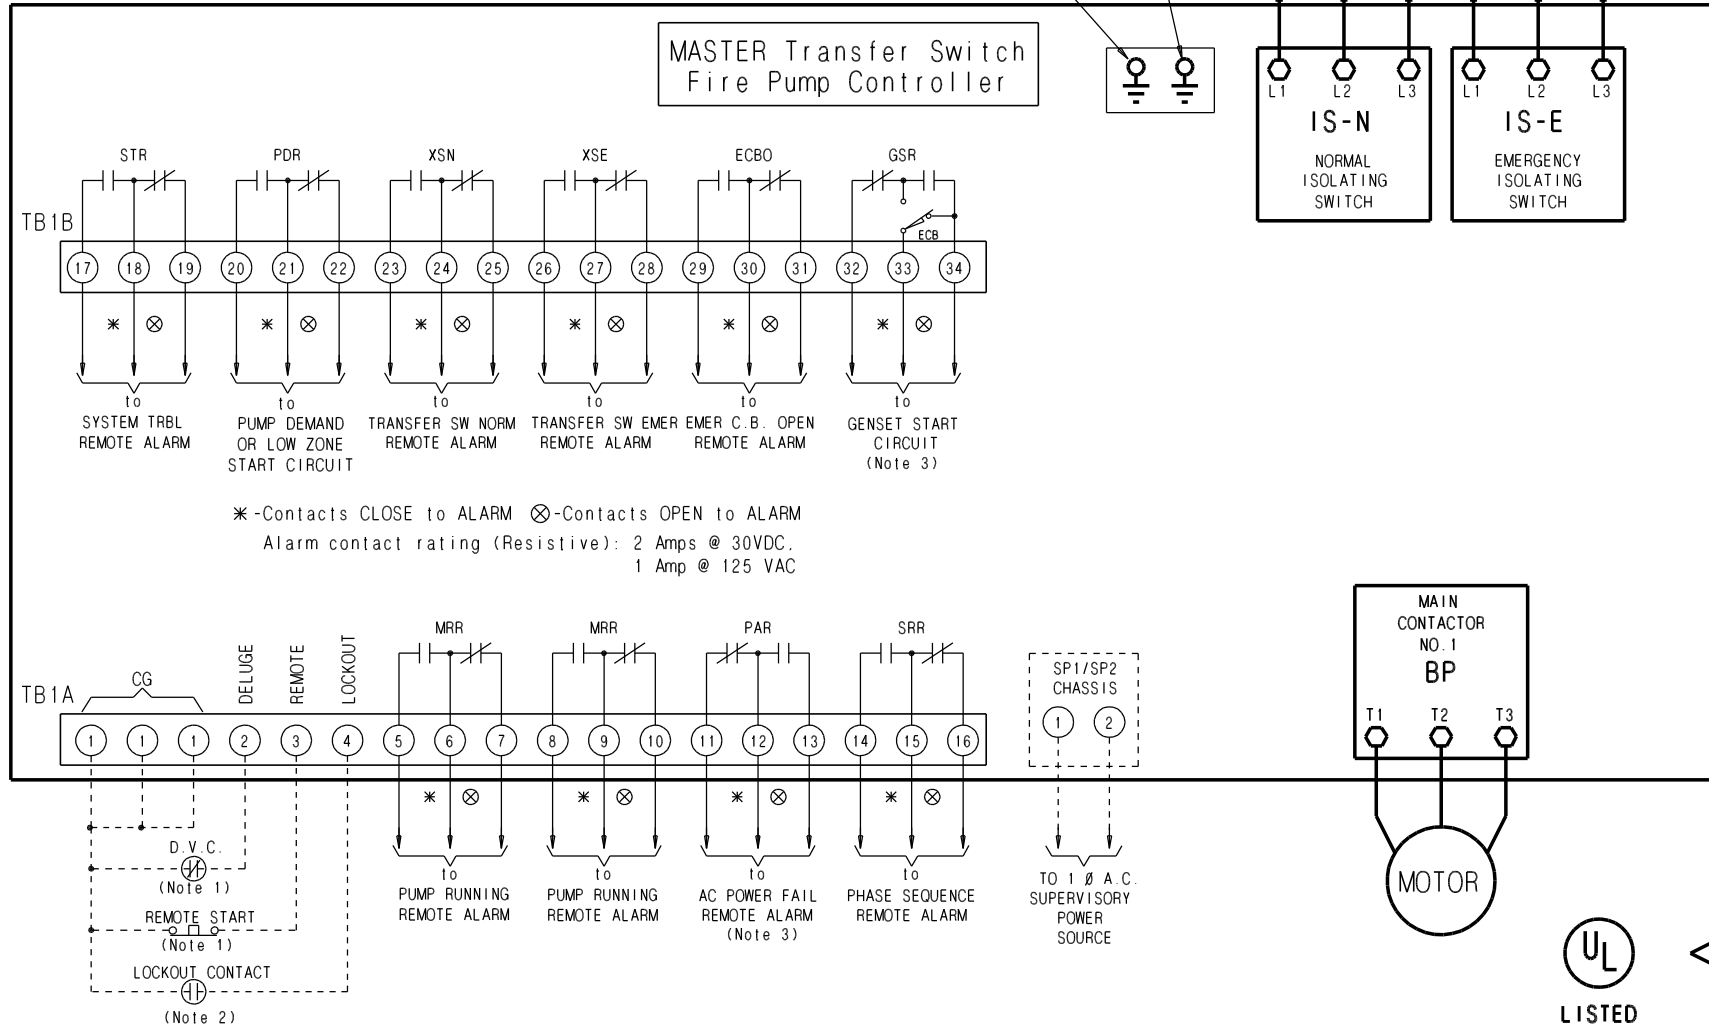 MASTER Transfer Switch
Fire Pump Controller
L1 L2 L3
IS-N
NORMAL
ISOLATING
SWITCH
L1 L2 L3
IS-E
EMERGENCY
ISOLATING
SWITCH
STR PDR XSN XSE ECBO GSR
ECB
TB1B
17 18 19 20 21 22 23 24 25 26 27 28 29 30 31 32 33 34
* ⊗ * ⊗ * ⊗ * ⊗ * ⊗ * ⊗
to
SYSTEM TRBL
REMOTE ALARM
to
PUMP DEMAND
OR LOW ZONE
START CIRCUIT
to
TRANSFER SW NORM
REMOTE ALARM
to
TRANSFER SW EMER
REMOTE ALARM
to
EMER C.B. OPEN
REMOTE ALARM
to
GENSET START
CIRCUIT
(Note 3)
* -Contacts CLOSE to ALARM ⊗-Contacts OPEN to ALARM
Alarm contact rating (Resistive): 2 Amps @ 30VDC,
1 Amp @ 125 VAC
MRR MRR PAR SRR
TB1A
CG
DELUGE
REMOTE
LOCKOUT
1 1 1 2 3 4 5 6 7 8 9 10 11 12 13 14 15 16
SP1/SP2
CHASSIS
1 2
MAIN
CONTACTOR
NO.1
BP
T1 T2 T3
MOTOR
* ⊗ * ⊗ * ⊗ * ⊗
D.V.C.
(Note 1)
REMOTE START
(Note 1)
LOCKOUT CONTACT
(Note 2)
to
PUMP RUNNING
REMOTE ALARM
to
PUMP RUNNING
REMOTE ALARM
to
AC POWER FAIL
REMOTE ALARM
(Note 3)
to
PHASE SEQUENCE
REMOTE ALARM
TO 1 Ø A.C.
SUPERVISORY
POWER
SOURCE
UL
LISTED